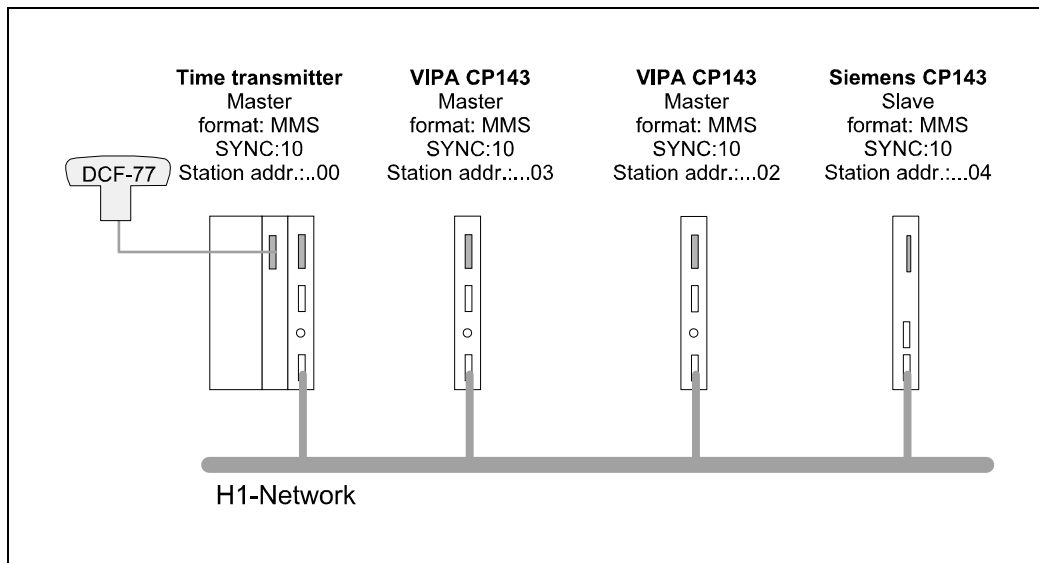 Time transmitter
Master
format: MMS
SYNC:10
Station addr.:..00
VIPA CP143
Master
format: MMS
SYNC:10
Station addr.:...03
VIPA CP143
Master
format: MMS
SYNC:10
Station addr.:...02
Siemens CP143
Slave
format: MMS
SYNC:10
Station addr.:...04
DCF-77
H1-Network